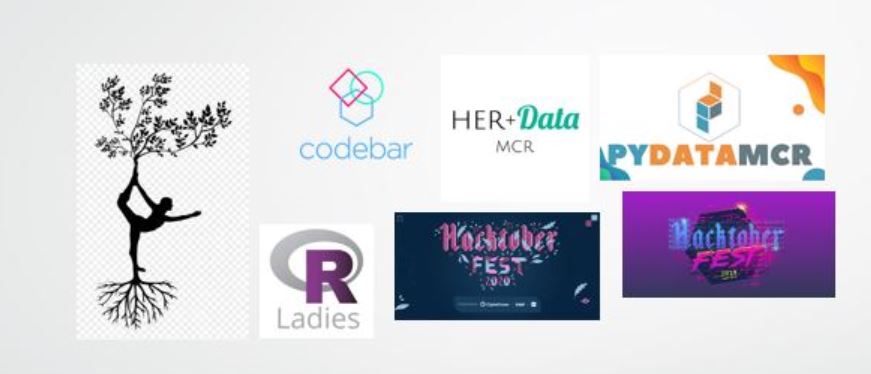 codebar
HER+Data
MCR
PYDATAMCR
R
Ladies
Hacktober
FEST
2020
Hacktober
FEST